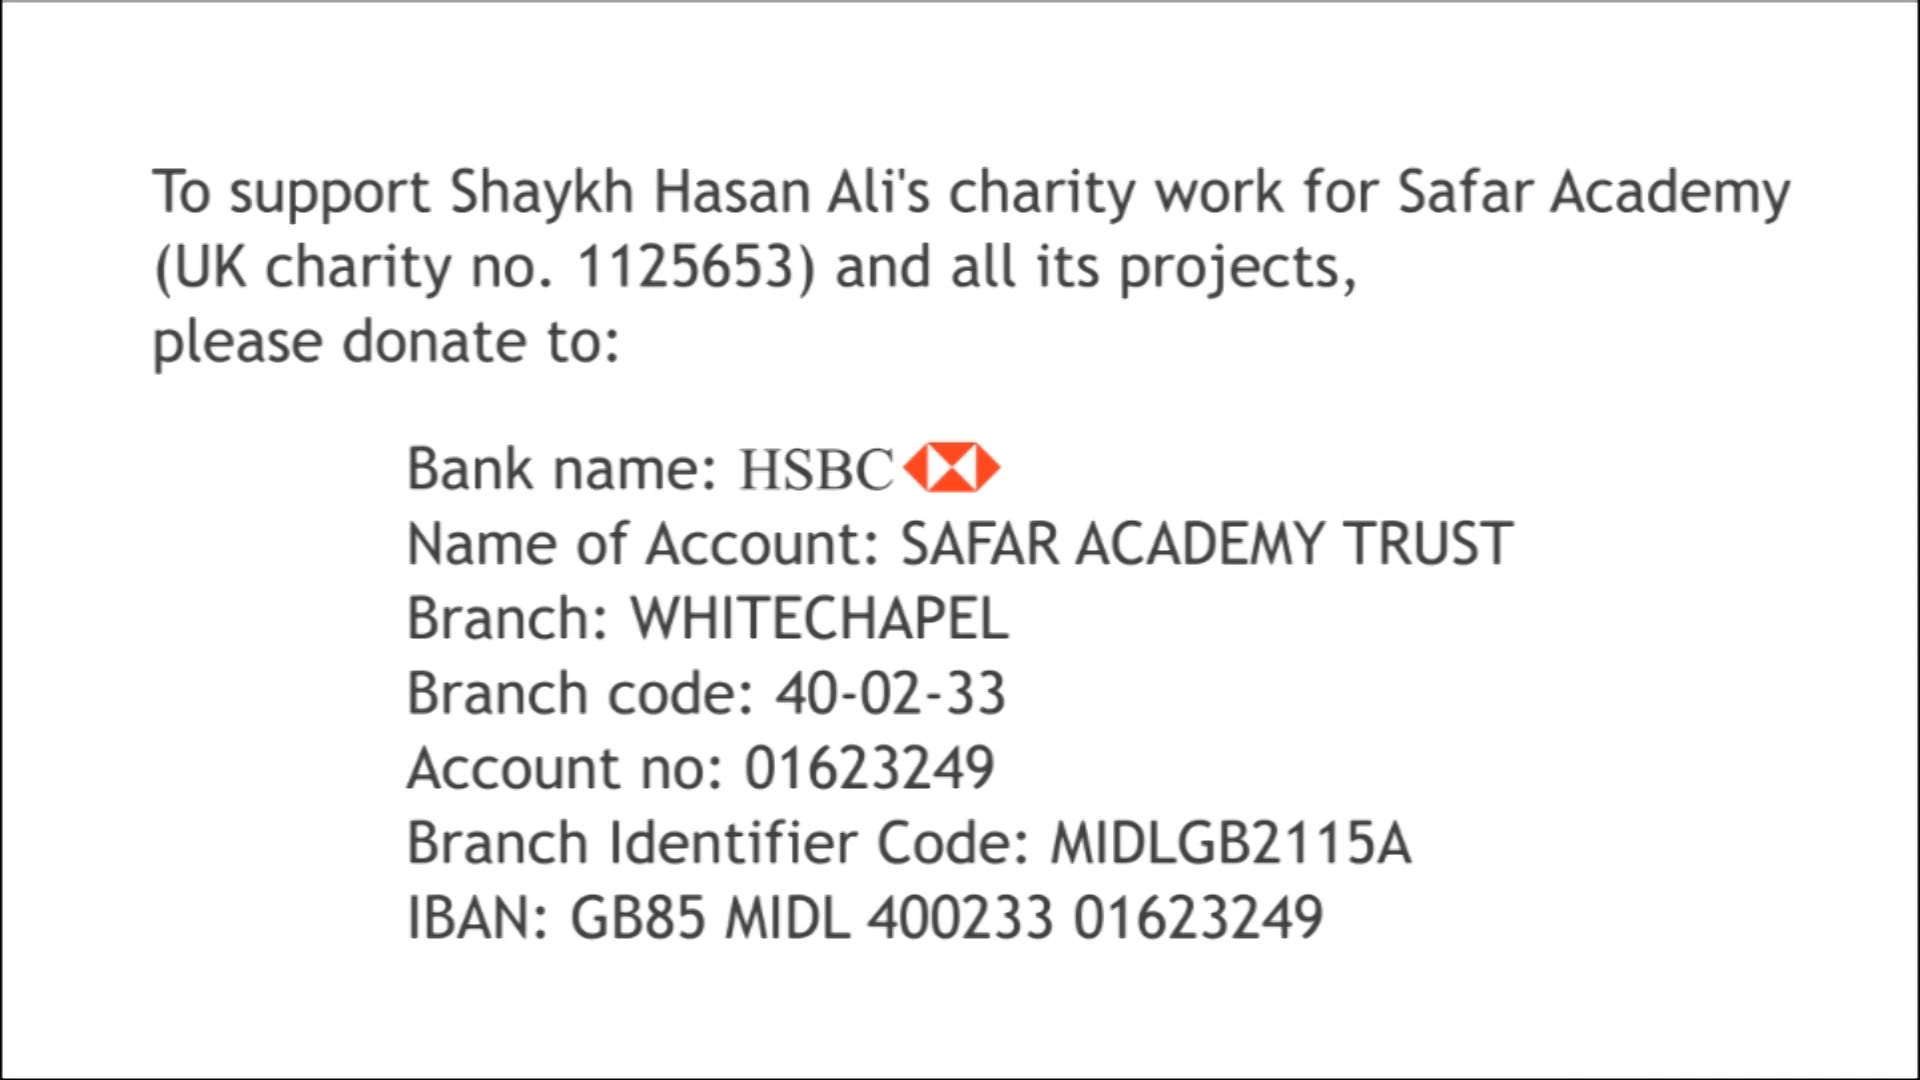 To support Shaykh Hasan Ali's charity work for Safar Academy
(UK charity no. 1125653) and all its projects,
please donate to:
Bank name: HSBC
Name of Account: SAFAR ACADEMY TRUST
Branch: WHITECHAPEL
Branch code: 40-02-33
Account no: 01623249
Branch Identifier Code: MIDLGB2115A
IBAN: GB85 MIDL 400233 01623249